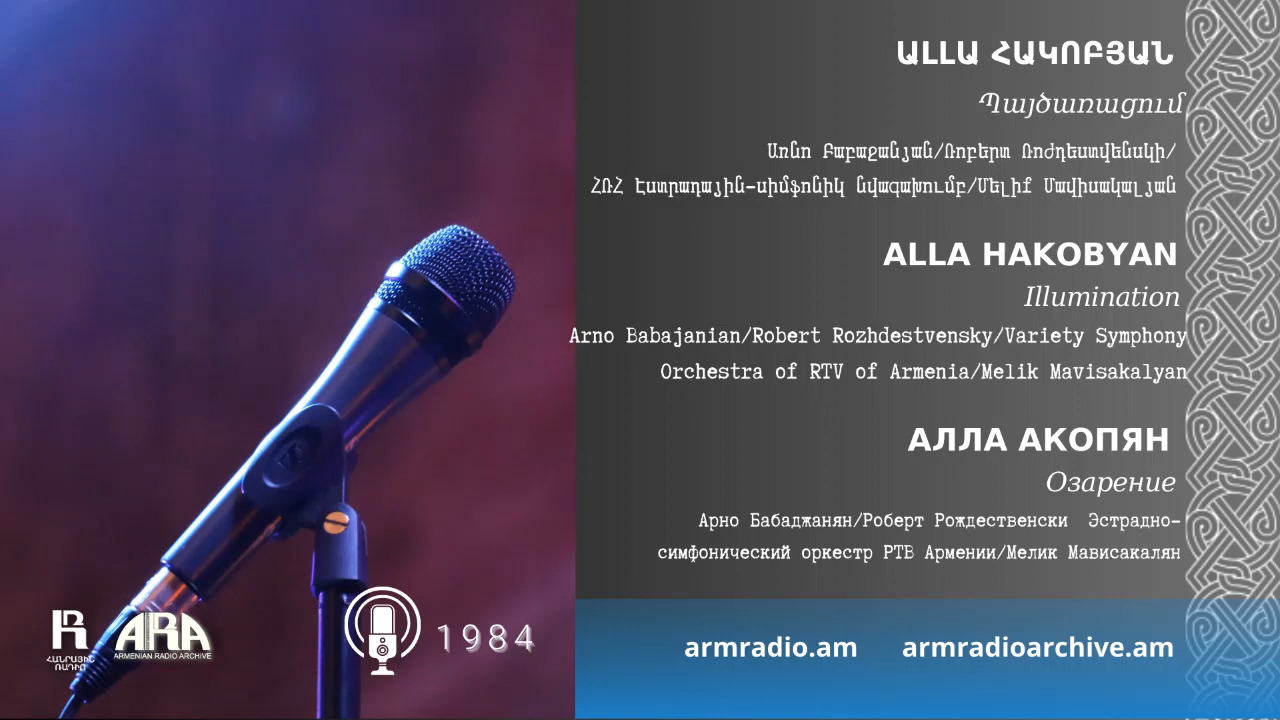 ԱԼԼԱ ՀԱԿՈԲՅԱՆ
Պայծառացում
Առնո Բաբաջանյան/Ռոբերտ Ռոժդեստվենսկի/
ՀՌՀ Էստրադային-սիմֆոնիկ նվագախումբ/Մելիք Մավիսակալյան
ALLA HAKOBYAN
Illumination
Arno Babajanian/Robert Rozhdestvensky/Variety Symphony
Orchestra of RTV of Armenia/Melik Mavisakalyan
АЛЛА АКОПЯН
Озарение
Арно Бабаджанян/Роберт Рождественски Эстрадно-
симфонический оркестр РТВ Армении/Мелик Мависакалян
ՀԱՆՐԱՅԻՆ
ՌԱԴԻՈ
ARA
ARMENIAN RADIO ARCHIVE
1984
armradio.am armradioarchive.am